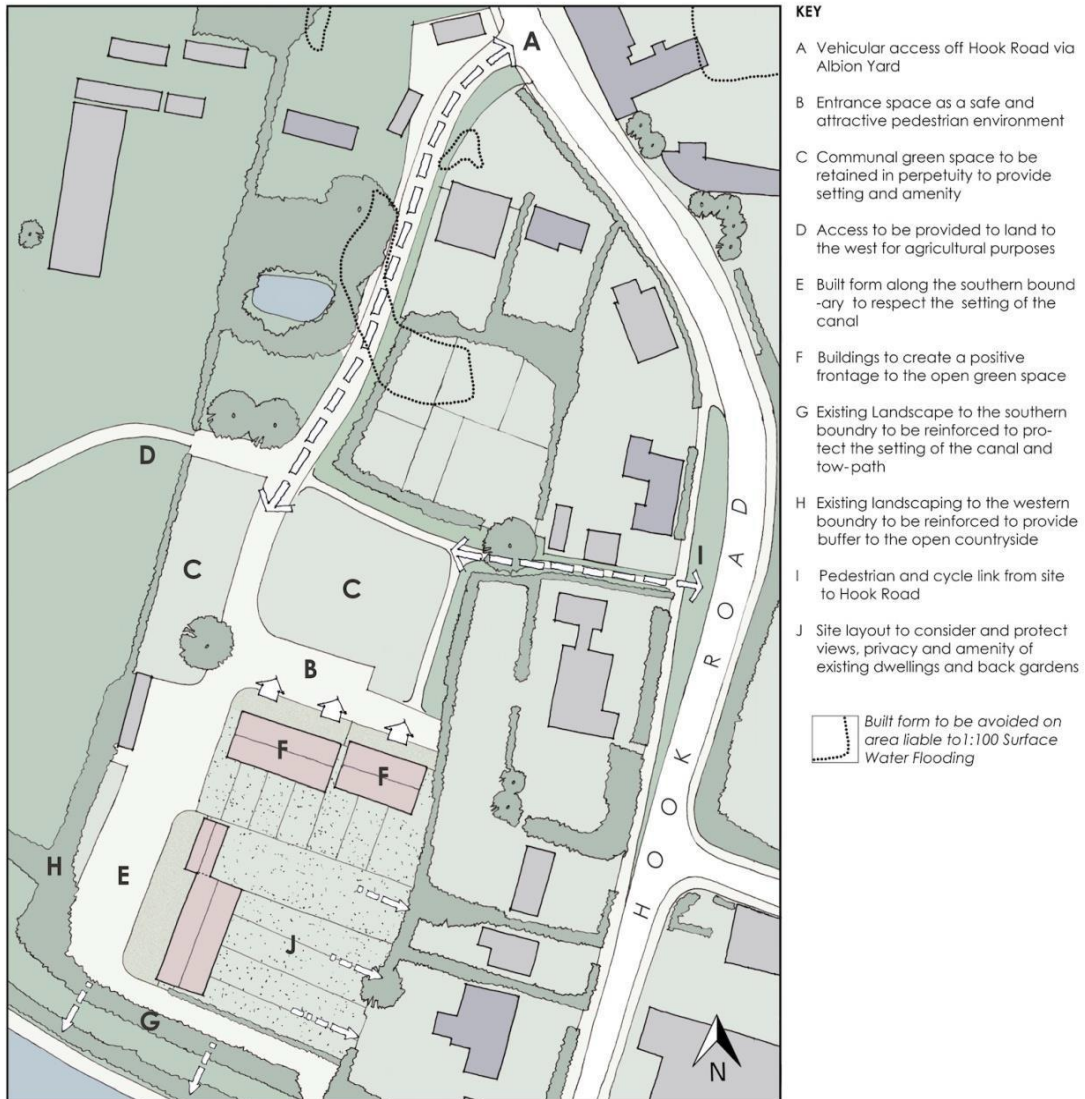 KEY
A Vehicular access off Hook Road via
Albion Yard
B Entrance space as a safe and
attractive pedestrian environment
C Communal green space to be
retained in perpetuity to provide
setting and amenity
D Access to be provided to land to
the west for agricultural purposes
E Built form along the southern bound
-ary to respect the setting of the
canal
F Buildings to create a positive
frontage to the open green space
G Existing Landscape to the southern
boundry to be reinforced to pro-
tect the setting of the canal and
tow-path
H Existing landscaping to the western
boundry to be reinforced to provide
buffer to the open countryside
I Pedestrian and cycle link from site
to Hook Road
J Site layout to consider and protect
views, privacy and amenity of
existing dwellings and back gardens
Built form to be avoided on
area liable to1:100 Surface
Water Flooding
A
D
C
C
I
B
F
F
H
E
J
G
HOOK ROAD
N